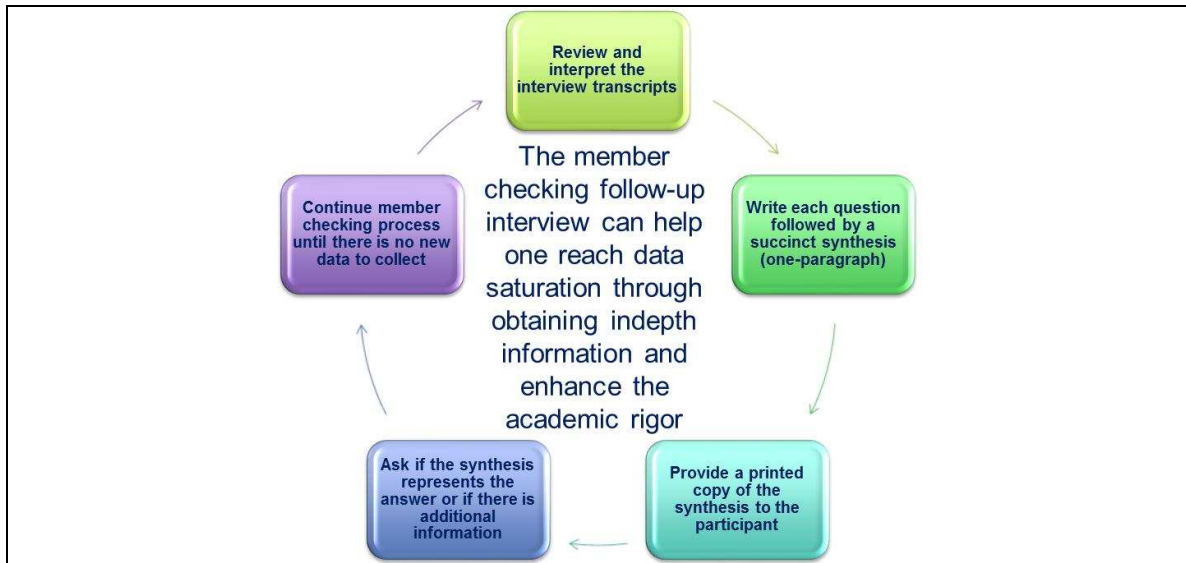 Review and
interpret the
interview transcripts
The member
checking follow-up
interview can help
one reach data
saturation through
obtaining indepth
information and
enhance the
academic rigor
Write each question
followed by a
succinct synthesis
(one-paragraph)
Provide a printed
copy of the
synthesis to the
participant
Ask if the synthesis
represents the
answer or if there is
additional
information
Continue member
checking process
until there is no new
data to collect